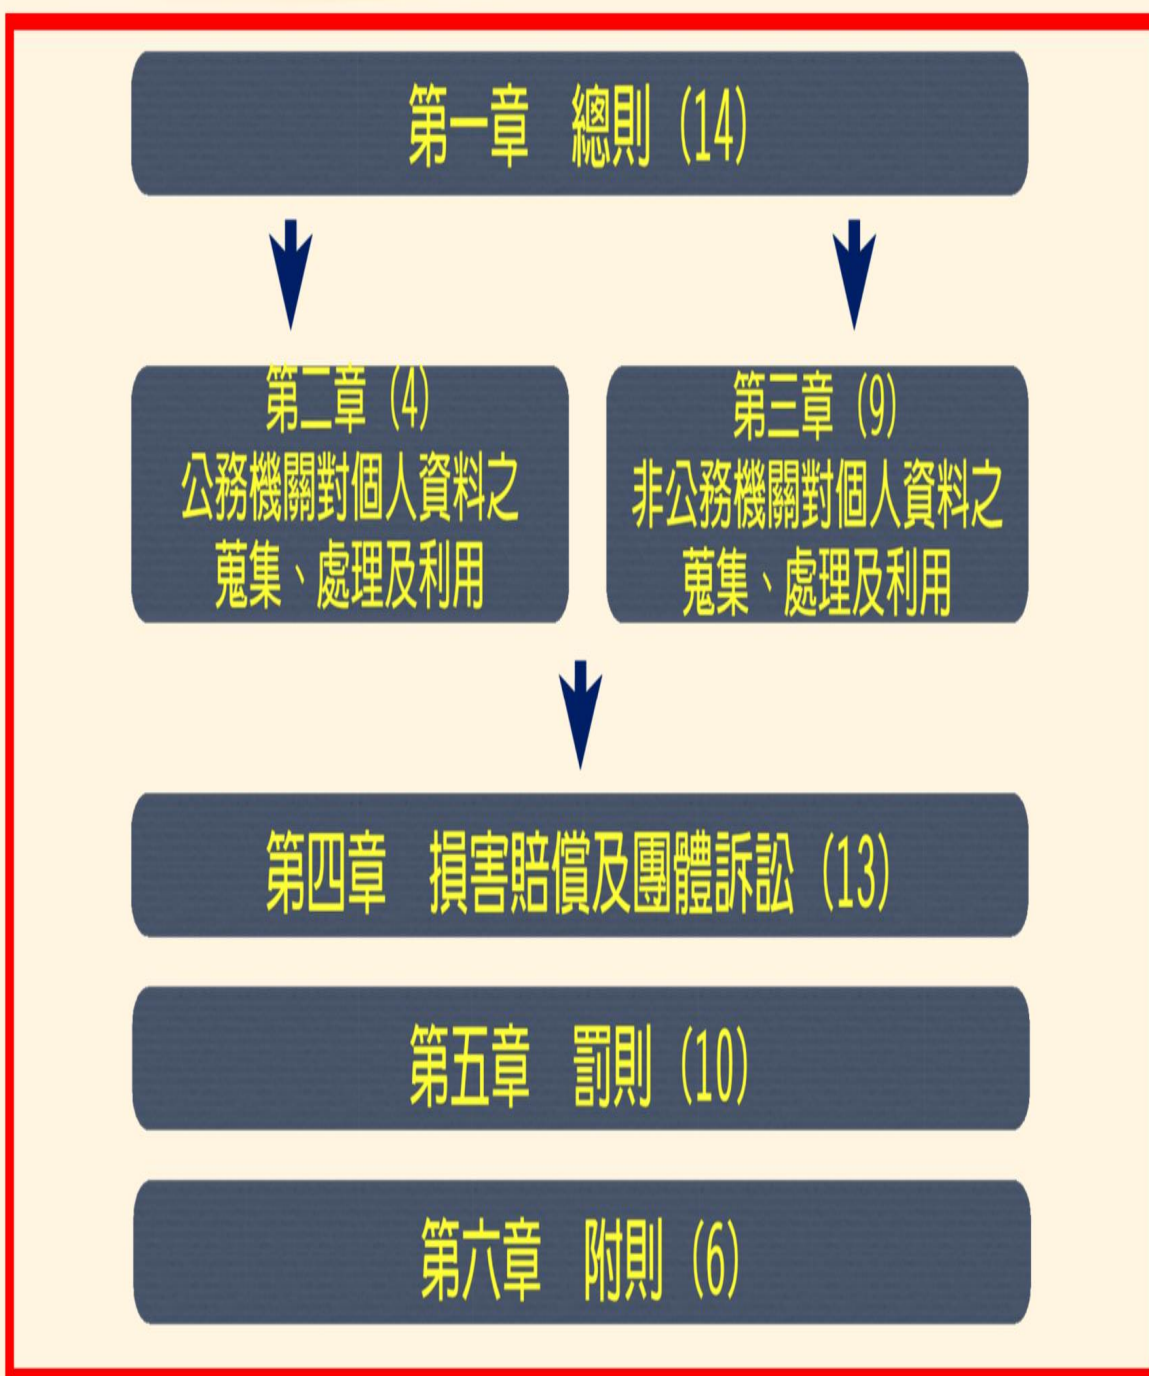 第一章　總則（14）
第二章（4）
公務機關對個人資料之
蒐集、處理及利用
第三章（9）
非公務機關對個人資料之
蒐集、處理及利用
第四章　損害賠償及團體訴訟（13）
第五章　罰則（10）
第六章　附則（6）